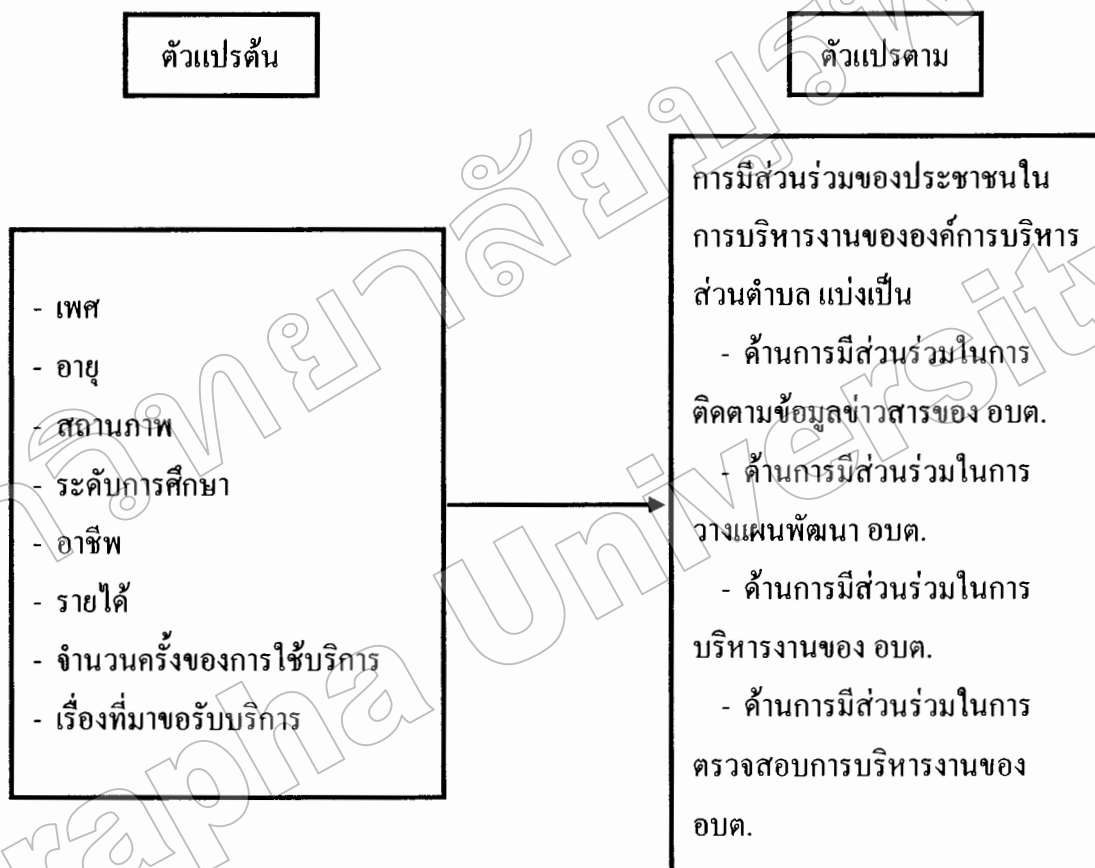 ตัวแปรต้น
ตัวแปรตาม
- เพศ
- อายุ
- สถานภาพ
- ระดับการศึกษา
- อาชีพ
- รายได้
- จำนวนครั้งของการใช้บริการ
- เรื่องที่มาขอรับบริการ
การมีส่วนร่วมของประชาชนใน
การบริหารงานขององค์การบริหาร
ส่วนตำบล แบ่งเป็น
- ด้านการมีส่วนร่วมในการ
ติดตามข้อมูลข่าวสารของ อบต.
- ด้านการมีส่วนร่วมในการ
วางแผนพัฒนา อบต.
- ด้านการมีส่วนร่วมในการ
บริหารงานของ อบต.
- ด้านการมีส่วนร่วมในการ
ตรวจสอบการบริหารงานของ
อบต.